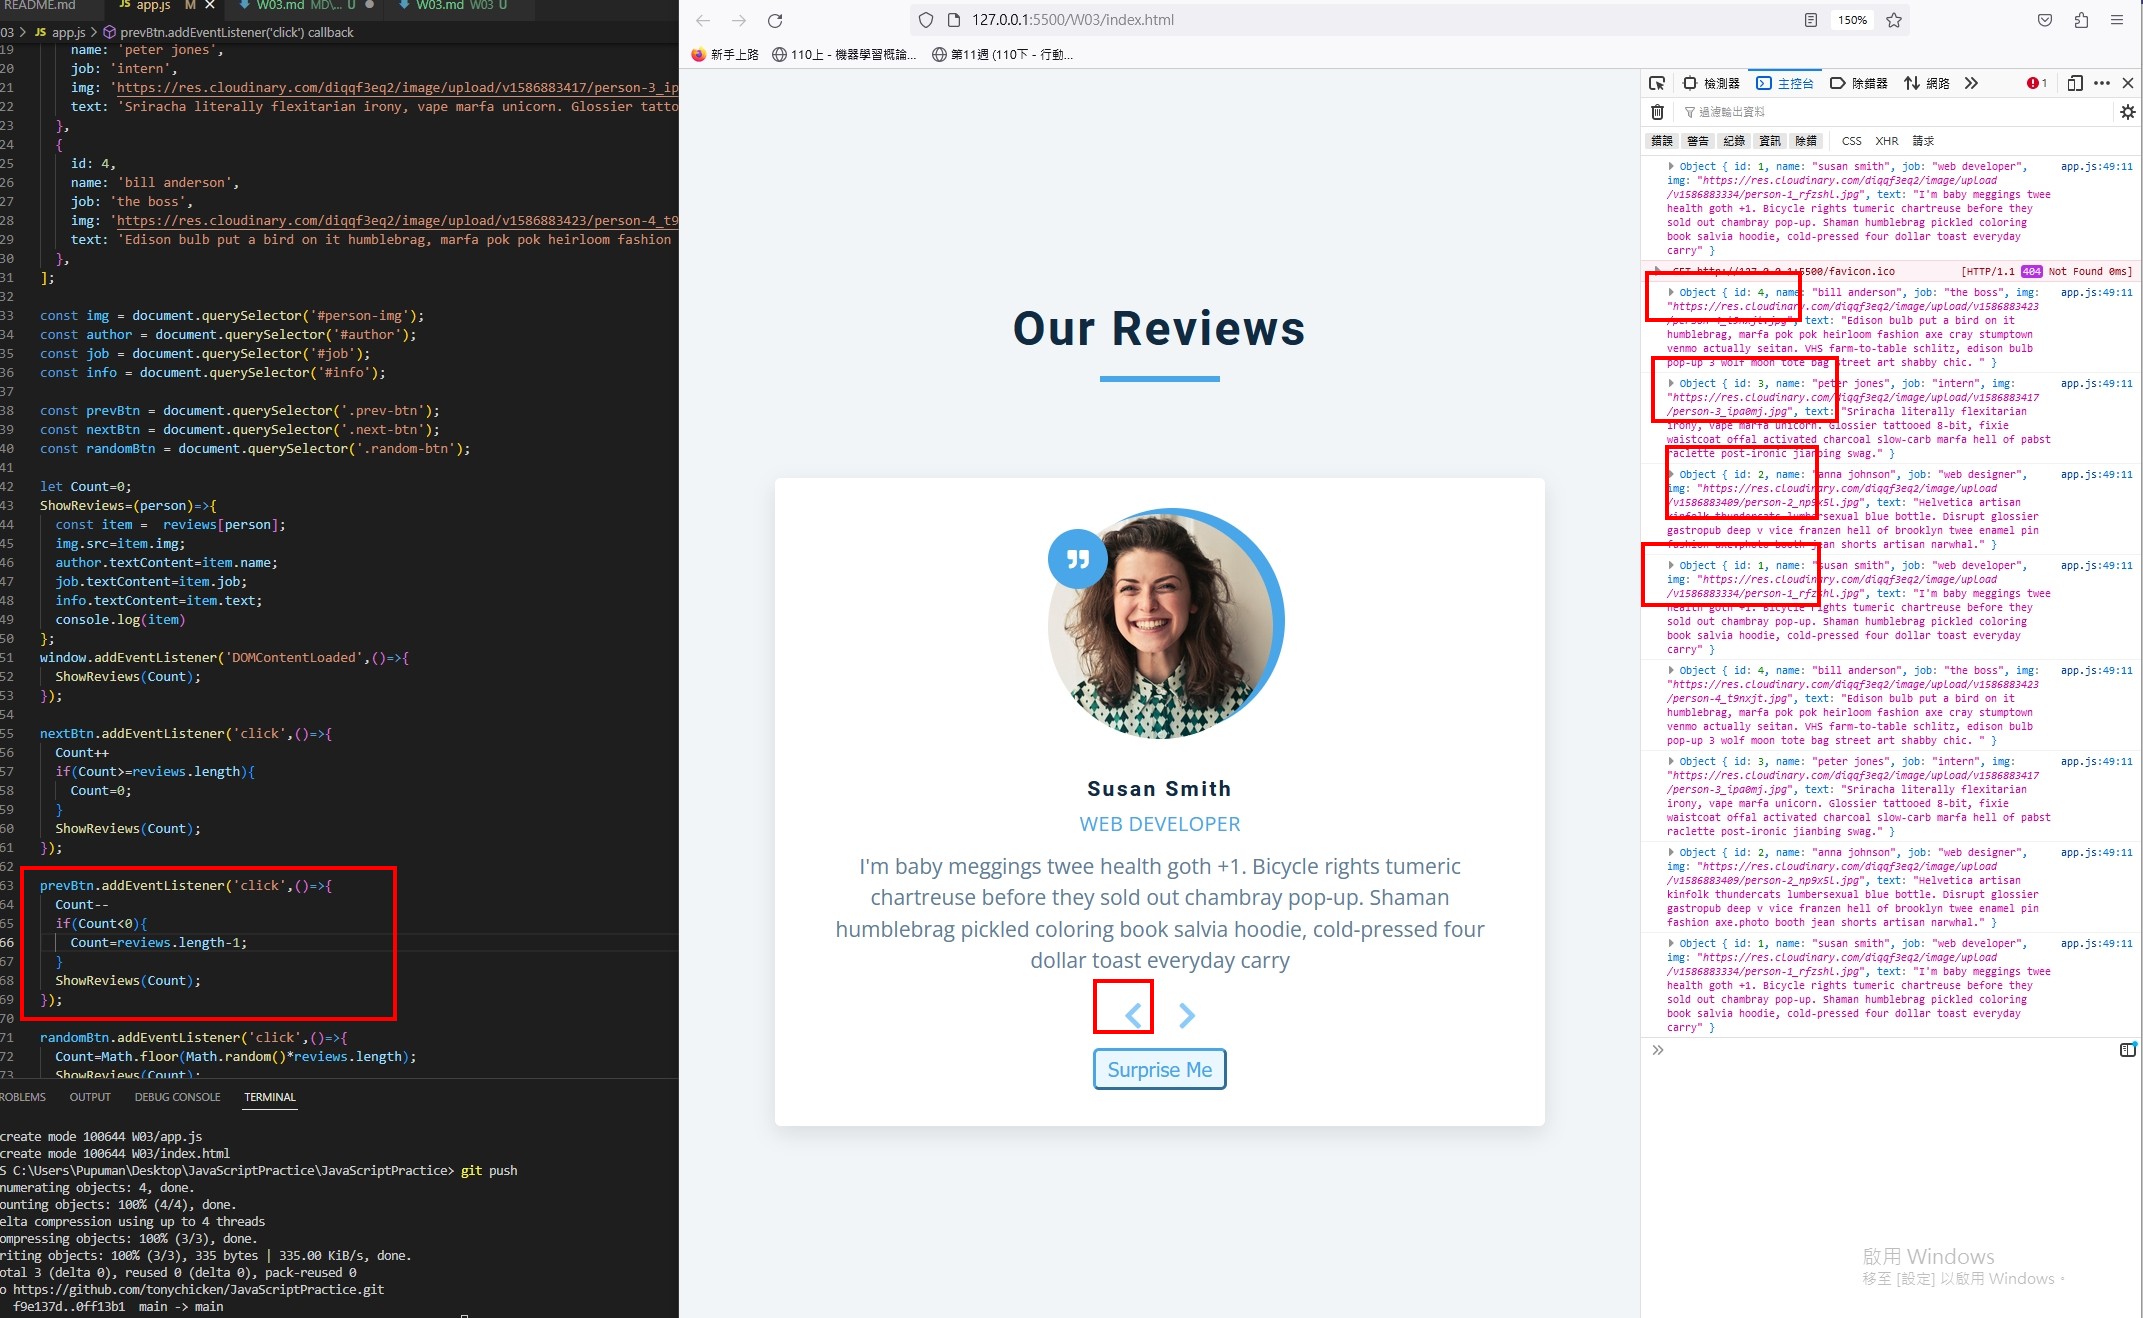 README.md
JS app.js M
W03.md MD\... U
W03.md W03 U
03 > JS app.js > prevBtn.addEventListener('click') callback
19 name: 'peter jones',
20 job: 'intern',
21 img: 'https://res.cloudinary.com/diqqf3eq2/image/upload/v1586883417/person-3_ip
22 text: 'Sriracha literally flexitarian irony, vape marfa unicorn. Glossier tatto
23 },
24 {
25 id: 4,
26 name: 'bill anderson',
27 job: 'the boss',
28 img: 'https://res.cloudinary.com/diqqf3eq2/image/upload/v1586883423/person-4_t9
29 text: 'Edison bulb put a bird on it humblebrag, marfa pok pok heirloom fashion
30 },
31 ];
32
33 const img = document.querySelector('#person-img');
34 const author = document.querySelector('#author');
35 const job = document.querySelector('#job');
36 const info = document.querySelector('#info');
37
38 const prevBtn = document.querySelector('.prev-btn');
39 const nextBtn = document.querySelector('.next-btn');
40 const randomBtn = document.querySelector('.random-btn');
41
42 let Count=0;
43 ShowReviews=(person)=>{
44 const item =  reviews[person];
45 img.src=item.img;
46 author.textContent=item.name;
47 job.textContent=item.job;
48 info.textContent=item.text;
49 console.log(item)
50 };
51 window.addEventListener('DOMContentLoaded',()=>{
52 ShowReviews(Count);
53 });
54
55 nextBtn.addEventListener('click',()=>{
56 Count++
57 if(Count>=reviews.length){
58 Count=0;
59 }
60 ShowReviews(Count);
61 });
62
63 prevBtn.addEventListener('click',()=>{
64 Count--
65 if(Count<0){
66 Count=reviews.length-1;
67 }
68 ShowReviews(Count);
69 });
70
71 randomBtn.addEventListener('click',()=>{
72 Count=Math.floor(Math.random()*reviews.length);
73 ShowReviews(Count);
ROBLEMS OUTPUT DEBUG CONSOLE TERMINAL
create mode 100644 W03/app.js
create mode 100644 W03/index.html
S C:\Users\Pupuman\Desktop\JavaScriptPractice\JavaScriptPractice> git push
numerating objects: 4, done.
ounting objects: 100% (4/4), done.
elta compression using up to 4 threads
ompressing objects: 100% (3/3), done.
riting objects: 100% (3/3), 335 bytes | 335.00 KiB/s, done.
otal 3 (delta 0), reused 0 (delta 0), pack-reused 0
o https://github.com/tonychicken/JavaScriptPractice.git
f9e137d..0ff13b1  main -> main
127.0.0.1:5500/W03/index.html
150%
新手上路
110上 - 機器學習概論...
第11週 (110下 - 行動...
Our Reviews
Susan Smith
WEB DEVELOPER
I'm baby meggings twee health goth +1. Bicycle rights tumeric
chartreuse before they sold out chambray pop-up. Shaman
humblebrag pickled coloring book salvia hoodie, cold-pressed four
dollar toast everyday carry
Surprise Me
檢測器 主控台 除錯器 網路 1
過濾輸出資料
錯誤 警告 紀錄 資訊 除錯 CSS XHR 請求
Object { id: 1, name: "susan smith", job: "web developer", app.js:49:11
img: "https://res.cloudinary.com/diqqf3eq2/image/upload
/v1586883334/person-1_rfzshl.jpg", text: "I'm baby meggings twee
health goth +1. Bicycle rights tumeric chartreuse before they
sold out chambray pop-up. Shaman humblebrag pickled coloring
book salvia hoodie, cold-pressed four dollar toast everyday
carry" }
GET http://127.0.0.1:5500/favicon.ico [HTTP/1.1 404 Not Found 0ms]
Object { id: 4, name: "bill anderson", job: "the boss", img: app.js:49:11
"https://res.cloudinary.com/diqqf3eq2/image/upload/v1586883423
/person-4_t9nxjt.jpg", text: "Edison bulb put a bird on it
humblebrag, marfa pok pok heirloom fashion axe cray stumptown
venmo actually seitan. VHS farm-to-table schlitz, edison bulb
pop-up 3 wolf moon tote bag street art shabby chic. " }
Object { id: 3, name: "peter jones", job: "intern", img: app.js:49:11
"https://res.cloudinary.com/diqqf3eq2/image/upload/v1586883417
/person-3_ipa0mj.jpg", text: "Sriracha literally flexitarian
irony, vape marfa unicorn. Glossier tattooed 8-bit, fixie
waistcoat offal activated charcoal slow-carb marfa hell of pabst
raclette post-ironic jianbing swag." }
Object { id: 2, name: "anna johnson", job: "web designer", app.js:49:11
img: "https://res.cloudinary.com/diqqf3eq2/image/upload
/v1586883409/person-2_np9x5l.jpg", text: "Helvetica artisan
kinfolk thundercats lumbersexual blue bottle. Disrupt glossier
gastropub deep v vice franzen hell of brooklyn twee enamel pin
fashion axe.photo booth jean shorts artisan narwhal." }
Object { id: 1, name: "susan smith", job: "web developer", app.js:49:11
img: "https://res.cloudinary.com/diqqf3eq2/image/upload
/v1586883334/person-1_rfzshl.jpg", text: "I'm baby meggings twee
health goth +1. Bicycle rights tumeric chartreuse before they
sold out chambray pop-up. Shaman humblebrag pickled coloring
book salvia hoodie, cold-pressed four dollar toast everyday
carry" }
Object { id: 4, name: "bill anderson", job: "the boss", img: app.js:49:11
"https://res.cloudinary.com/diqqf3eq2/image/upload/v1586883423
/person-4_t9nxjt.jpg", text: "Edison bulb put a bird on it
humblebrag, marfa pok pok heirloom fashion axe cray stumptown
venmo actually seitan. VHS farm-to-table schlitz, edison bulb
pop-up 3 wolf moon tote bag street art shabby chic. " }
Object { id: 3, name: "peter jones", job: "intern", img: app.js:49:11
"https://res.cloudinary.com/diqqf3eq2/image/upload/v1586883417
/person-3_ipa0mj.jpg", text: "Sriracha literally flexitarian
irony, vape marfa unicorn. Glossier tattooed 8-bit, fixie
waistcoat offal activated charcoal slow-carb marfa hell of pabst
raclette post-ironic jianbing swag." }
Object { id: 2, name: "anna johnson", job: "web designer", app.js:49:11
img: "https://res.cloudinary.com/diqqf3eq2/image/upload
/v1586883409/person-2_np9x5l.jpg", text: "Helvetica artisan
kinfolk thundercats lumbersexual blue bottle. Disrupt glossier
gastropub deep v vice franzen hell of brooklyn twee enamel pin
fashion axe.photo booth jean shorts artisan narwhal." }
Object { id: 1, name: "susan smith", job: "web developer", app.js:49:11
img: "https://res.cloudinary.com/diqqf3eq2/image/upload
/v1586883334/person-1_rfzshl.jpg", text: "I'm baby meggings twee
health goth +1. Bicycle rights tumeric chartreuse before they
sold out chambray pop-up. Shaman humblebrag pickled coloring
book salvia hoodie, cold-pressed four dollar toast everyday
carry" }
啟用 Windows
移至 [設定] 以啟用 Windows。